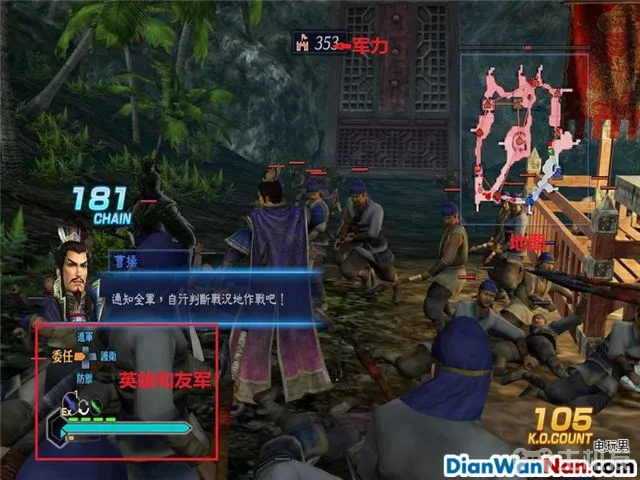 353
军力
181
CHAIN
地图
曹操
通知全軍，自行判斷戰況地作戰吧！
進軍
委任
護衛
防禦
英雄和友军
Ex
105
K.O.COUNT
电玩男
DianWanNan.com